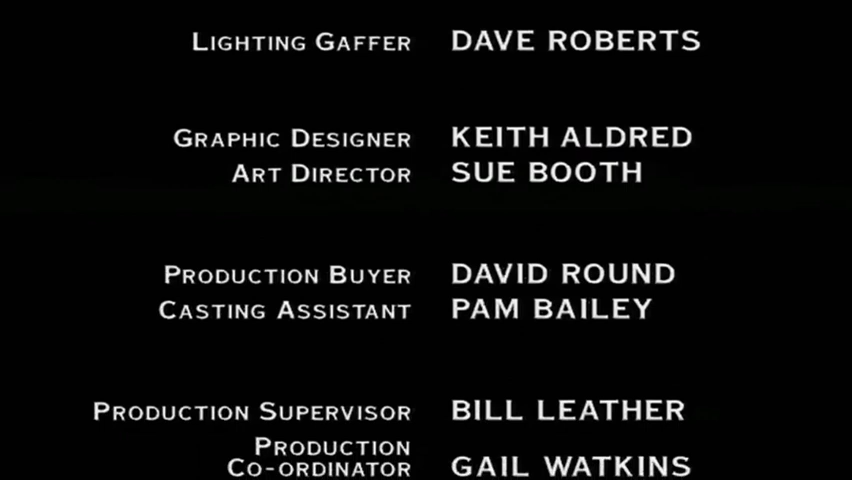 Lighting Gaffer DAVE ROBERTS
Graphic Designer KEITH ALDRED
Art Director SUE BOOTH
Production Buyer DAVID ROUND
Casting Assistant PAM BAILEY
Production Supervisor BILL LEATHER
Production
Co-ordinator GAIL WATKINS